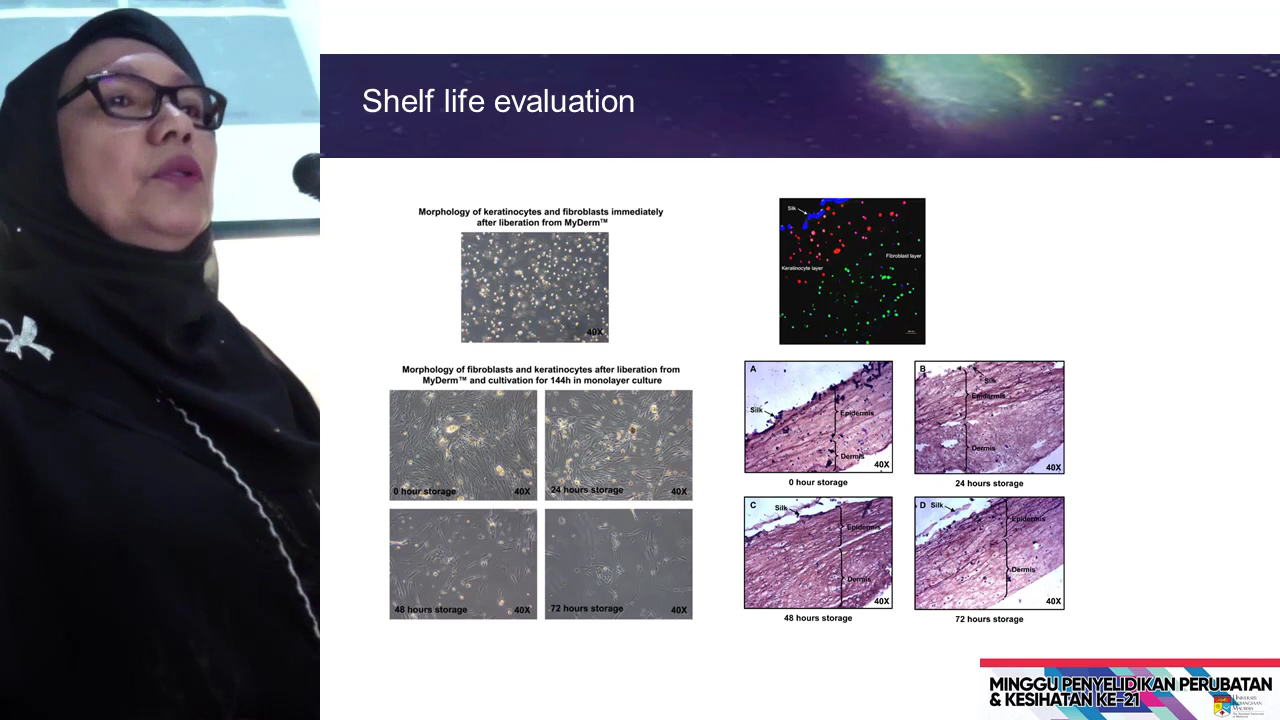 Shelf life evaluation
Morphology of keratinocytes and fibroblasts immediately
after liberation from MyDerm™
40X
Morphology of fibroblasts and keratinocytes after liberation from
MyDerm™ and cultivation for 144h in monolayer culture
0 hour storage 40X
24 hours storage 40X
48 hours storage 40X
72 hours storage 40X
Silk
Fibroblast layer
Keratinocyte layer
A
Silk
Epidermis
Dermis
40X
0 hour storage
B
Silk
Epidermis
Dermis
40X
24 hours storage
C
Silk
Epidermis
Dermis
40X
48 hours storage
D
Silk
Epidermis
Dermis
40X
72 hours storage
MINGGU PENYELIDIKAN PERUBATAN
& KESIHATAN KE-21
UNIVERSITI
KEBANGSAAN
MALAYSIA